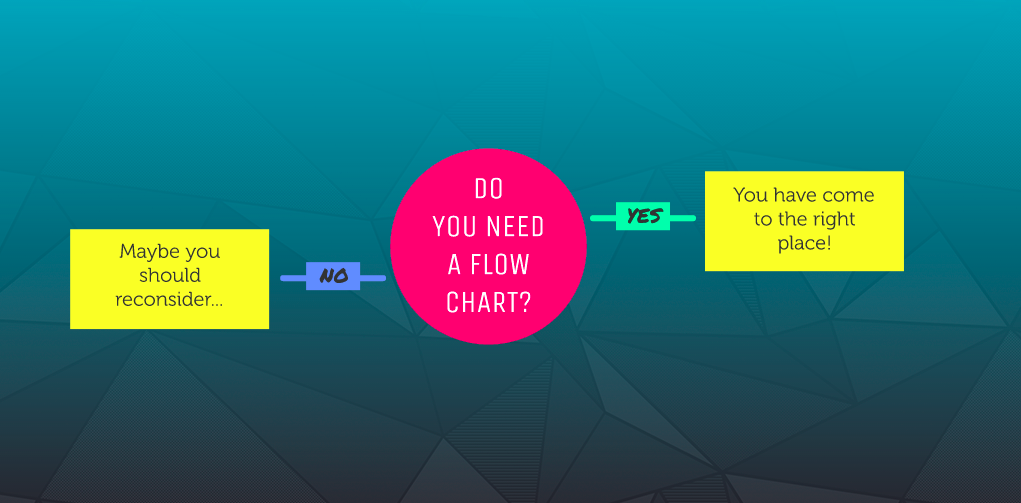 DO
YOU NEED
A FLOW
CHART?
YES
You have come
to the right
place!
NO
Maybe you
should
reconsider...